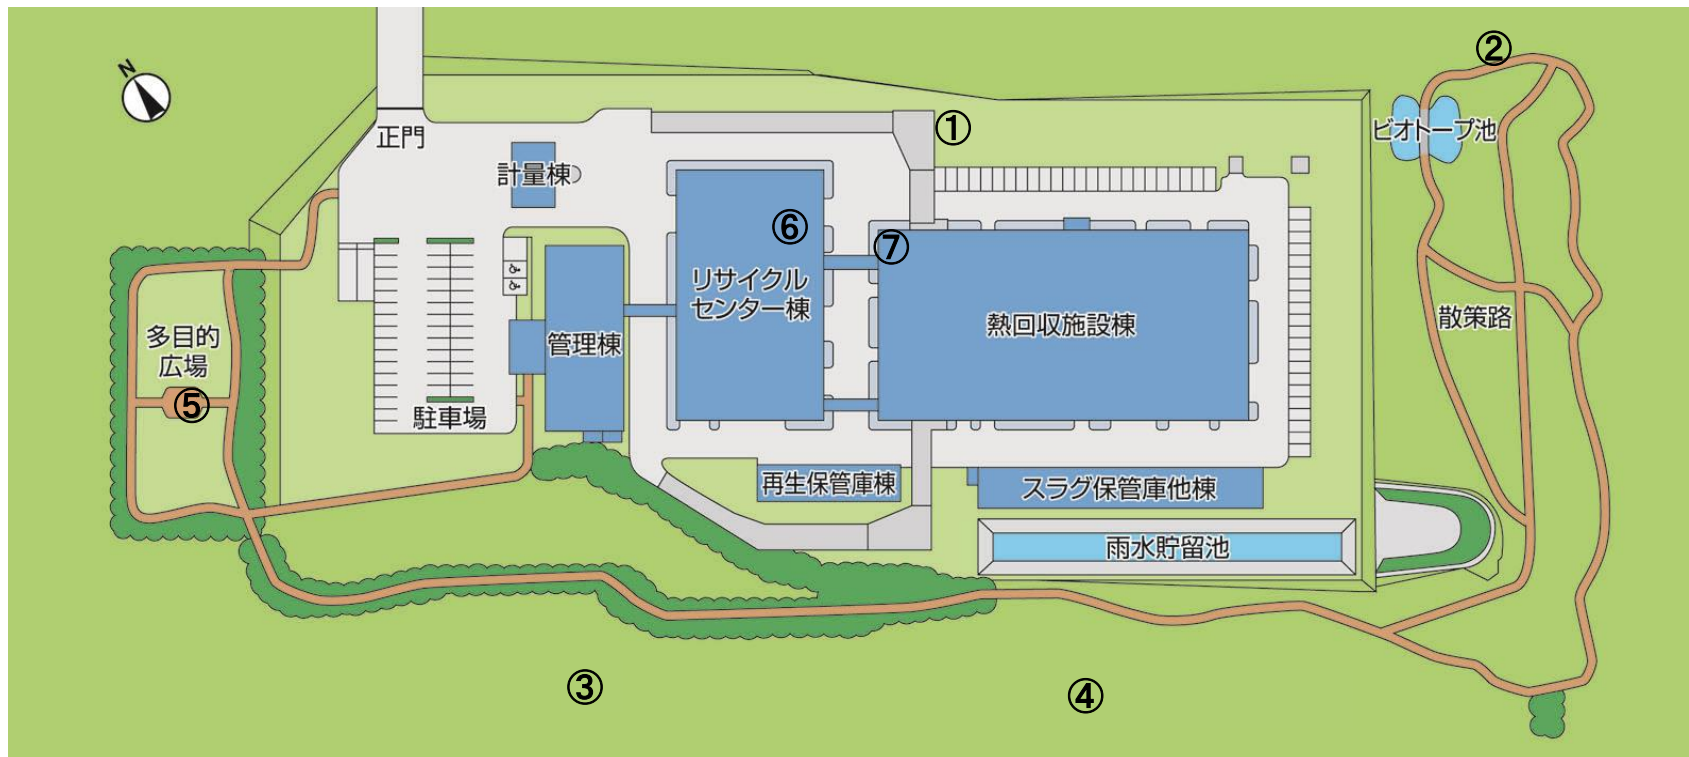 N
正門
計量棟
①
②
ビオトープ池
⑥
⑦
リサイクル
センター棟
熱回収施設棟
散策路
多目的
広場
⑤
管理棟
駐車場
再生保管庫棟
スラグ保管庫他棟
雨水貯留池
③
④